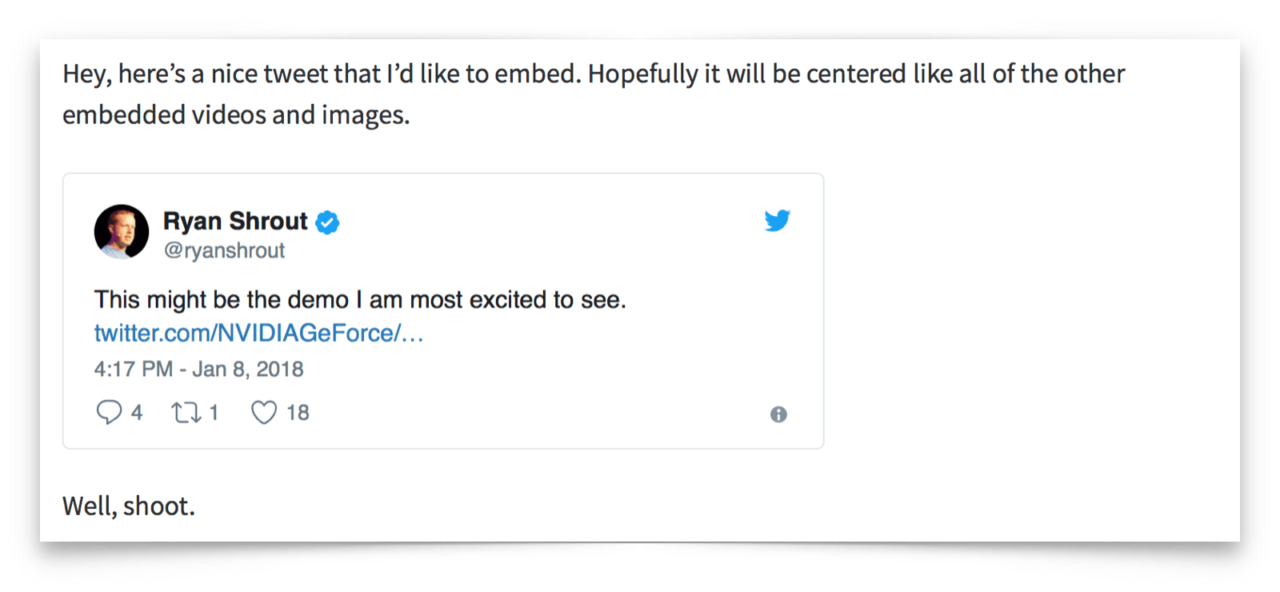 Hey, here’s a nice tweet that I’d like to embed. Hopefully it will be centered like all of the other
embedded videos and images.
Ryan Shrout
@ryanshrout
This might be the demo I am most excited to see.
twitter.com/NVIDIAGeForce/…
4:17 PM - Jan 8, 2018
4 1 18
Well, shoot.